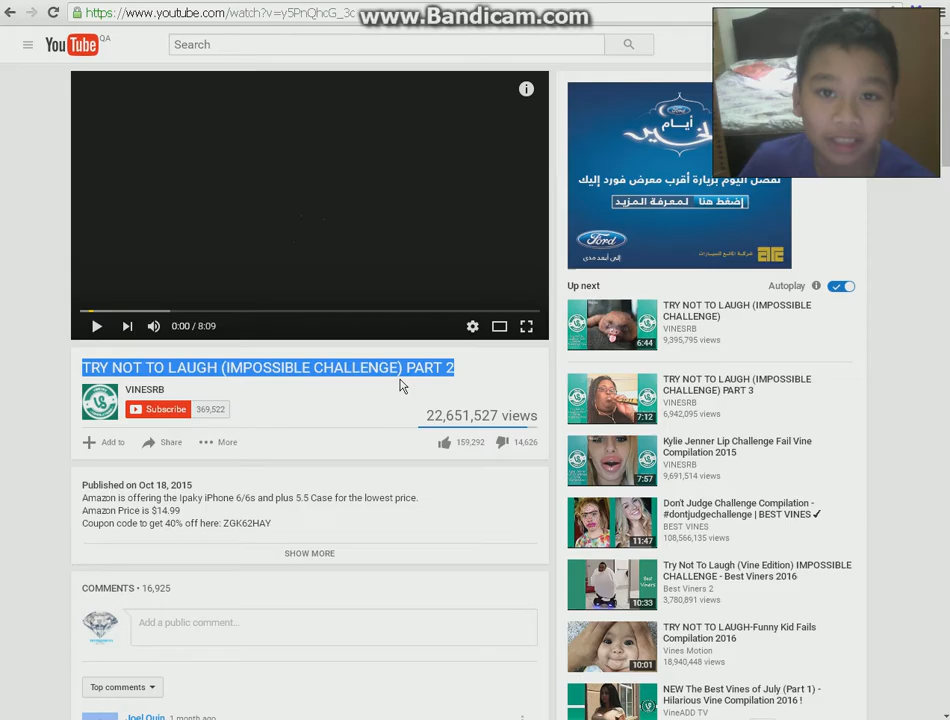 https://www.youtube.com/watch?v=y5PnQhcG_3c
www.Bandicam.com
YouTube QA
Search
أيام
الخير
تفضل اليوم بزيارة أقرب معرض فورد إليك
إضغط هنا لمعرفة المزيد
Ford
إلى أبعد مدى
0:00 / 8:09
TRY NOT TO LAUGH (IMPOSSIBLE CHALLENGE) PART 2
VINESRB
Subscribe 369,522
22,651,527 views
Add to Share More 159,292 14,626
Published on Oct 18, 2015
Amazon is offering the Ipaky iPhone 6/6s and plus 5.5 Case for the lowest price.
Amazon Price is $14.99
Coupon code to get 40% off here: ZGK62HAY
SHOW MORE
COMMENTS • 16,925
Add a public comment...
Top comments
Joel Quin 1 month ago
Up next Autoplay
TRY NOT TO LAUGH (IMPOSSIBLE
CHALLENGE)
VINESRB
9,395,795 views
6:44
TRY NOT TO LAUGH (IMPOSSIBLE
CHALLENGE) PART 3
VINESRB
6,942,095 views
7:12
Kylie Jenner Lip Challenge Fail Vine
Compilation 2015
VINESRB
9,691,514 views
7:57
Don't Judge Challenge Compilation -
#dontjudgechallenge | BEST VINES ✓
BEST VINES
108,566,135 views
11:47
Try Not To Laugh (Vine Edition) IMPOSSIBLE
CHALLENGE - Best Viners 2016
Best Viners 2
3,780,891 views
10:33
TRY NOT TO LAUGH-Funny Kid Fails
Compilation 2016
Vines Motion
18,940,448 views
10:01
NEW The Best Vines of July (Part 1) -
Hilarious Vine Compilation 2016 !
VineADD TV